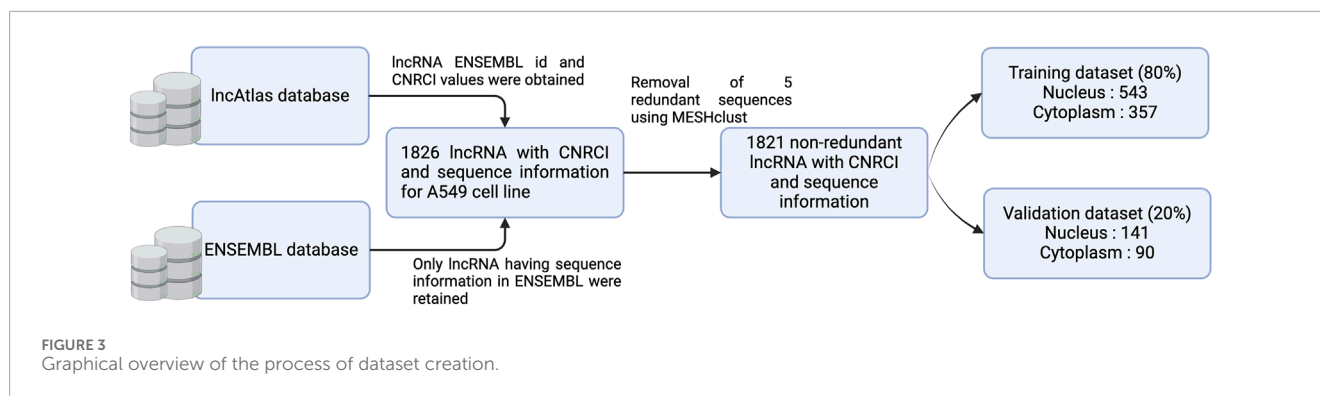 lncAtlas database
lncRNA ENSEMBL id and
CNRCI values were obtained
1826 lncRNA with CNRCI
and sequence information
for A549 cell line
ENSEMBL database
Only lncRNA having sequence
information in ENSEMBL were
retained
Removal of 5
redundant sequences
using MESHclust
1821 non-redundant
lncRNA with CNRCI
and sequence
information
Training dataset (80%)
Nucleus : 543
Cytoplasm : 357
Validation dataset (20%)
Nucleus : 141
Cytoplasm : 90
FIGURE 3
Graphical overview of the process of dataset creation.